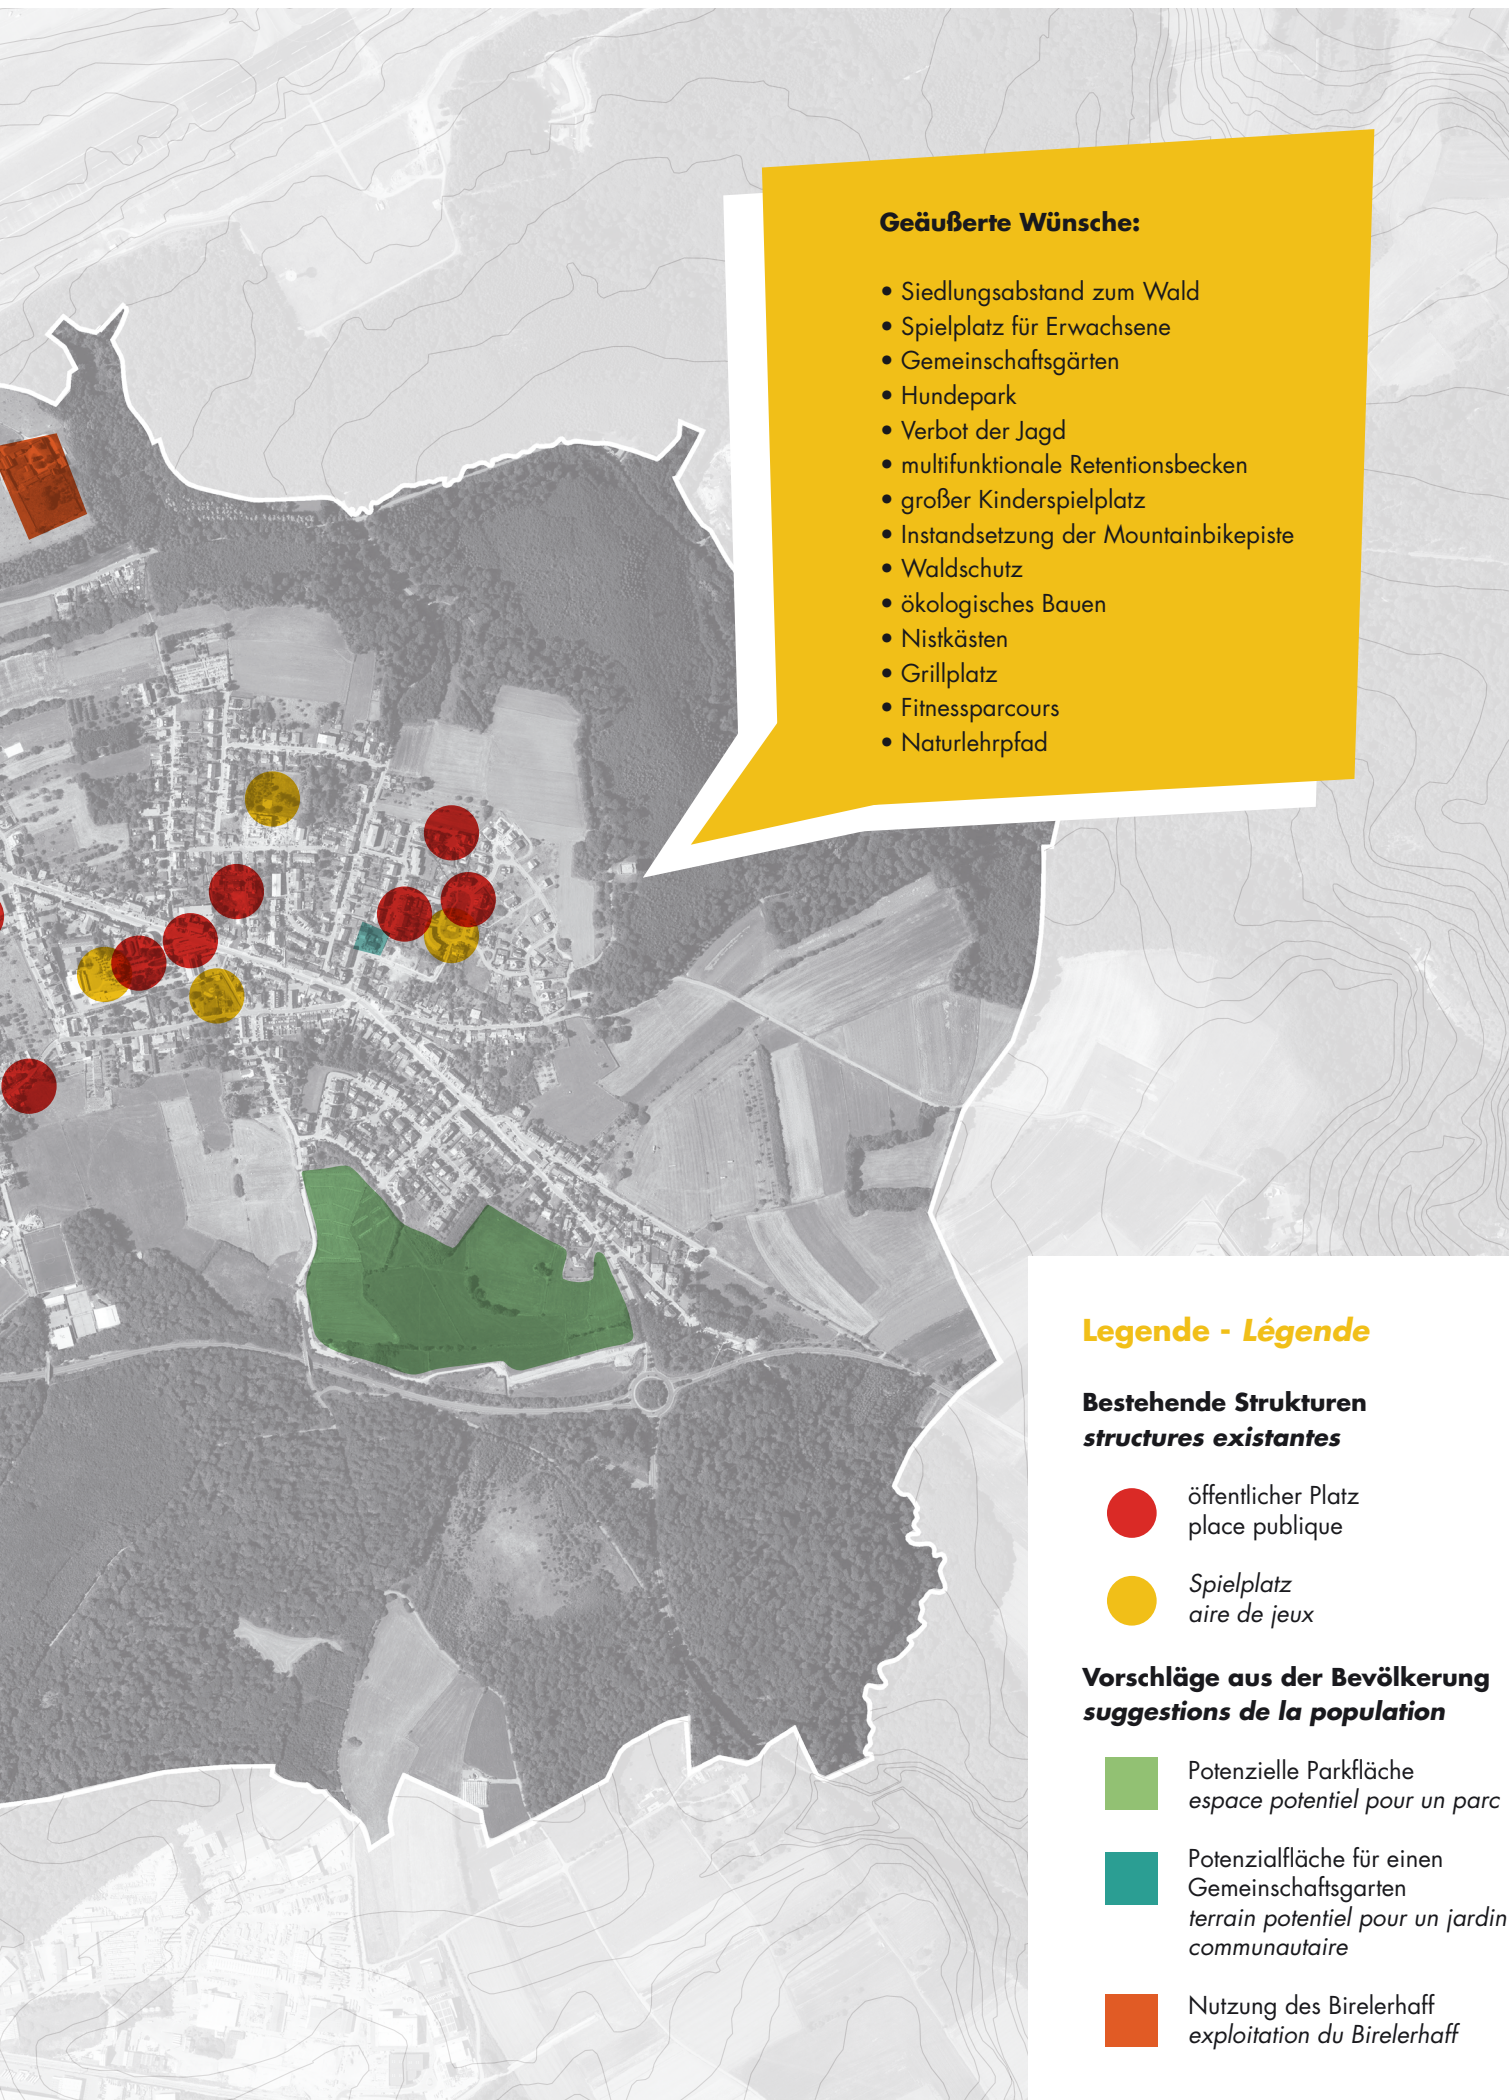 Geäußerte Wünsche:
• Siedlungsabstand zum Wald
• Spielplatz für Erwachsene
• Gemeinschaftsgärten
• Hundepark
• Verbot der Jagd
• multifunktionale Retentionsbecken
• großer Kinderspielplatz
• Instandsetzung der Mountainbikepiste
• Waldschutz
• ökologisches Bauen
• Nistkästen
• Grillplatz
• Fitnessparcours
• Naturlehrpfad
Legende - Légende
Bestehende Strukturen
structures existantes
öffentlicher Platz
place publique
Spielplatz
aire de jeux
Vorschläge aus der Bevölkerung
suggestions de la population
Potenzielle Parkfläche
espace potentiel pour un parc
Potenzialfläche für einen
Gemeinschaftsgarten
terrain potentiel pour un jardin
communautaire
Nutzung des Birelerhaff
exploitation du Birelerhaff